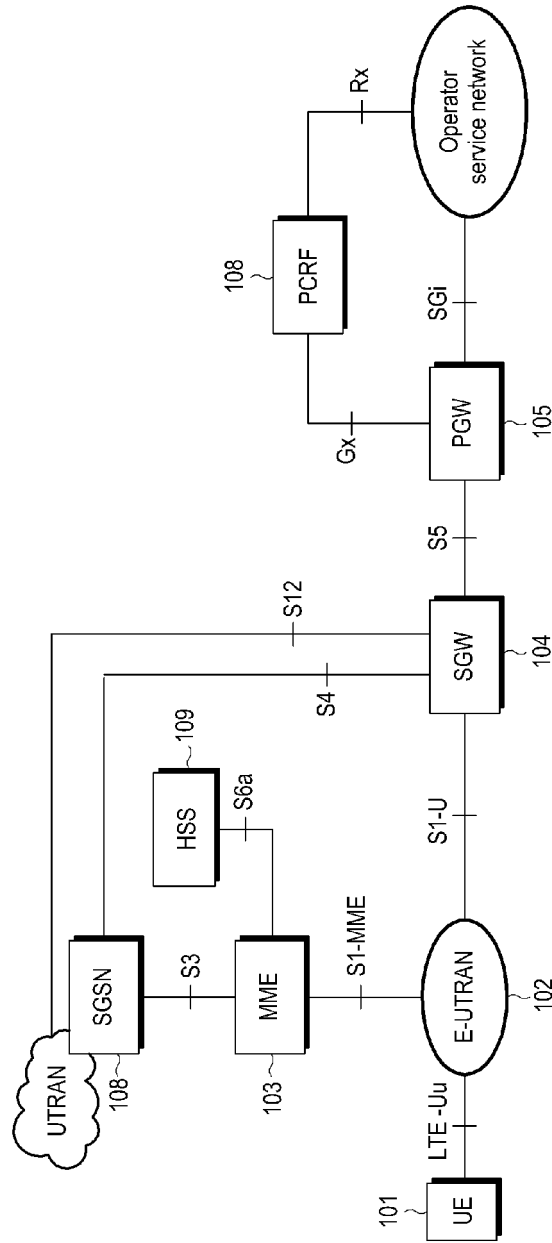 UTRAN
SGSN
108
S3
HSS
109
S6a
MME
103
S1-MME
S12
S4
PCRF
108
Gx
Rx
UE
101
LTE -Uu
E-UTRAN
102
S1-U
SGW
104
S5
PGW
105
SGi
Operator
service network